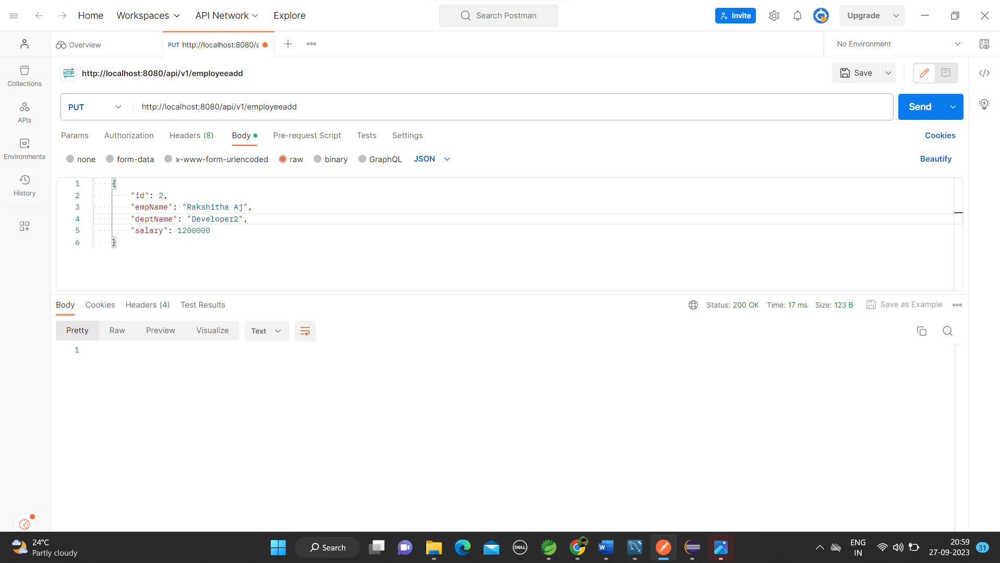 Home Workspaces API Network Explore Search Postman Invite Upgrade
Overview PUT http://localhost:8080/a No Environment
HTTP http://localhost:8080/api/v1/employeeadd Save
Collections
PUT http://localhost:8080/api/v1/employeeadd Send
APIs
Params Authorization Headers (8) Body Pre-request Script Tests Settings Cookies
Environments
none form-data x-www-form-urlencoded raw binary GraphQL JSON Beautify
History
1 {
2 "id": 2,
3 "empName": "Rakshitha Aj",
4 "deptName": "Developer2",
5 "salary": 1200000
6 }
Body Cookies Headers (4) Test Results Status: 200 OK Time: 17 ms Size: 123 B Save as Example
Pretty Raw Preview Visualize Text
1
24°C
Partly cloudy
Search
DELL
W
ENG
IN
20:59
27-09-2023
31